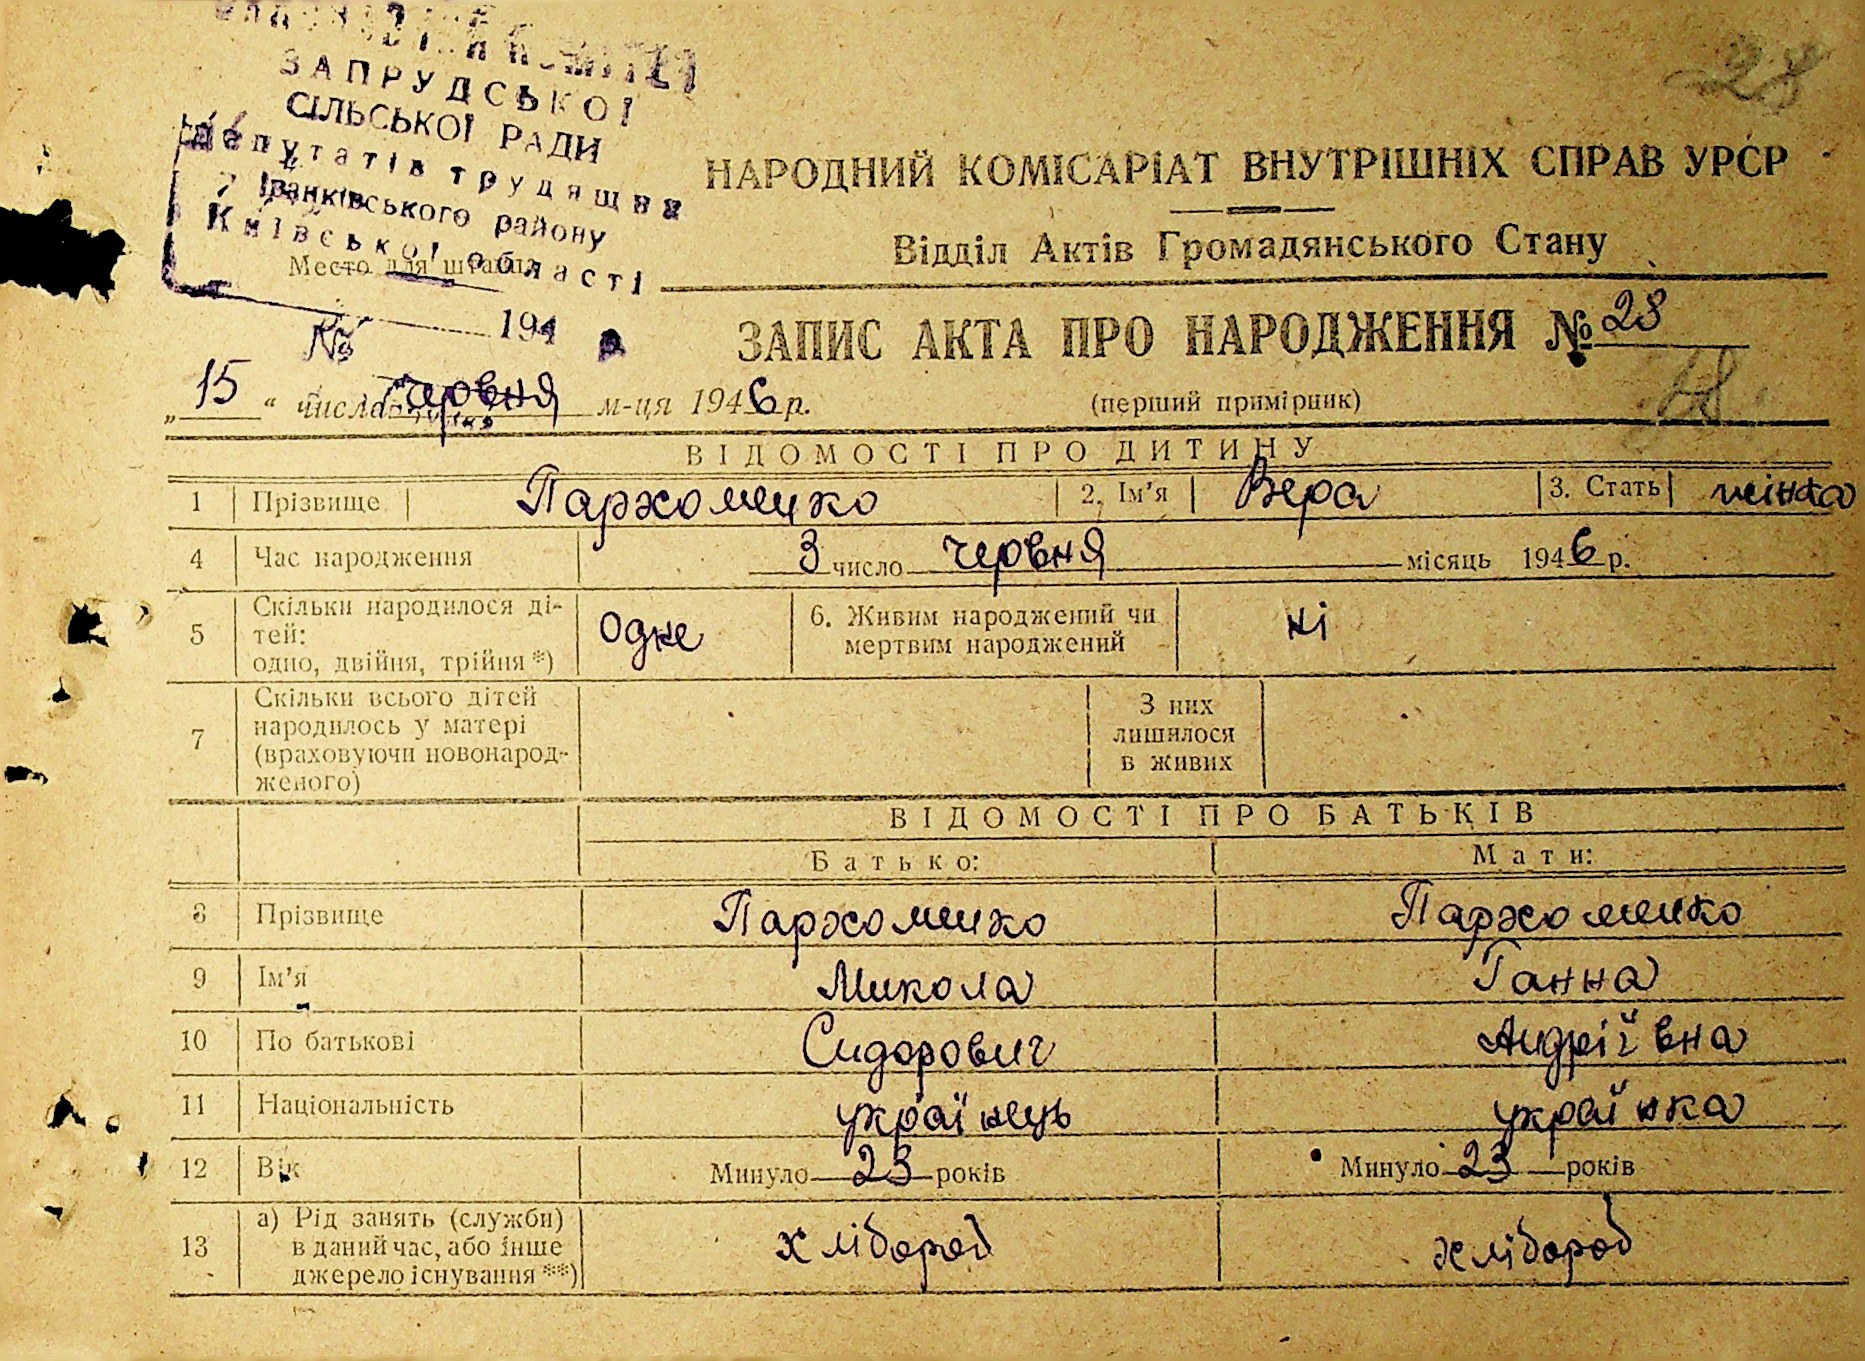 28
ЗАПРУДСЬКОЇ
СІЛЬСЬКОЇ РАДИ
депутатів трудящих
Іванківського району
Київської області
Место для штампа
НАРОДНИЙ КОМІСАРІАТ ВНУТРІШНІХ СПРАВ УРСР
Відділ Актів Громадянського Стану
№ 194
ЗАПИС АКТА ПРО НАРОДЖЕННЯ № 28
„15“ числа червня м-ця 1946 р.
(перший примірник)
ВІДОМОСТІ ПРО ДИТИНУ
1 Прізвище Пархоменко 2. Ім'я Вера 3. Стать жінка
4 Час народження 3 число червня місяць 1946 р.
5 Скільки народилося ді-
тей:
одно, двійня, трійня *) Одне 6. Живим народжений чи
мертвим народжений ні
7 Скільки всього дітей
народилось у матері
(враховуючи новонарод-
женого) З них
лишилося
в живих
ВІДОМОСТІ ПРО БАТЬКІВ
Батько: Мати:
8 Прізвище Пархоменко Пархоменко
9 Ім'я Микола Ганна
10 По батькові Сидорович Андріївна
11 Національність українець українка
12 Вік Минуло 23 років Минуло 23 років
13 а) Рід занять (служби)
в даний час, або інше
джерело існування **) хлібороб хлібороб